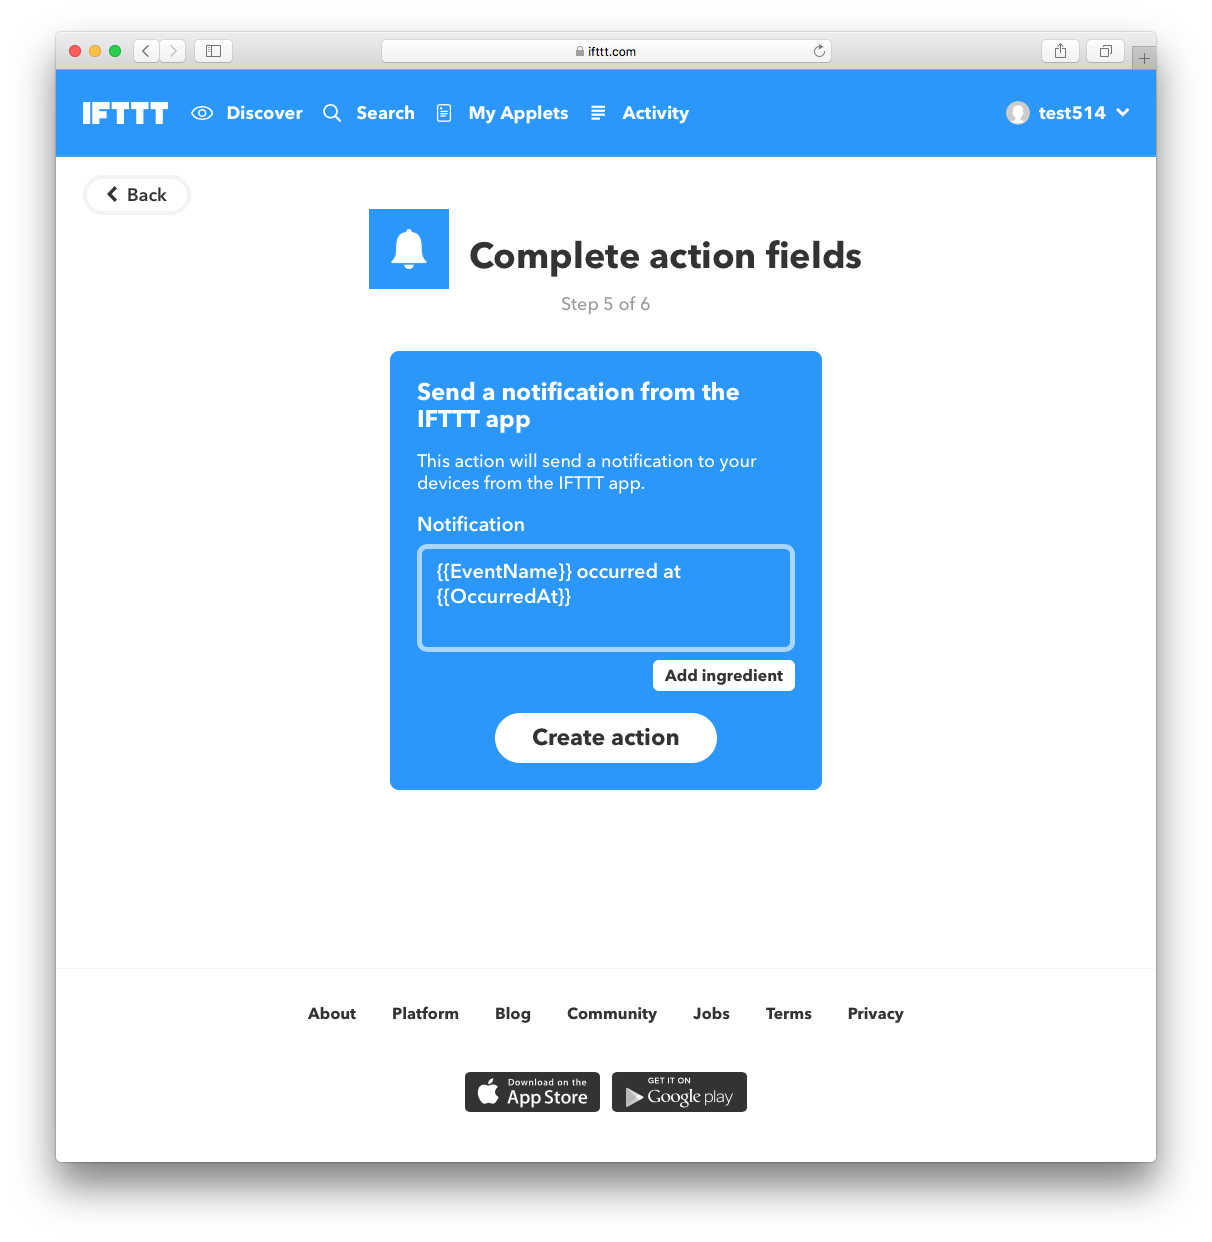 ifttt.com
IFTTT Discover Search My Applets Activity test514
Back
Complete action fields
Step 5 of 6
Send a notification from the
IFTTT app
This action will send a notification to your
devices from the IFTTT app.
Notification
{{EventName}} occurred at
{{OccurredAt}}
Add ingredient
Create action
About Platform Blog Community Jobs Terms Privacy
Download on the
App Store
GET IT ON
Google play